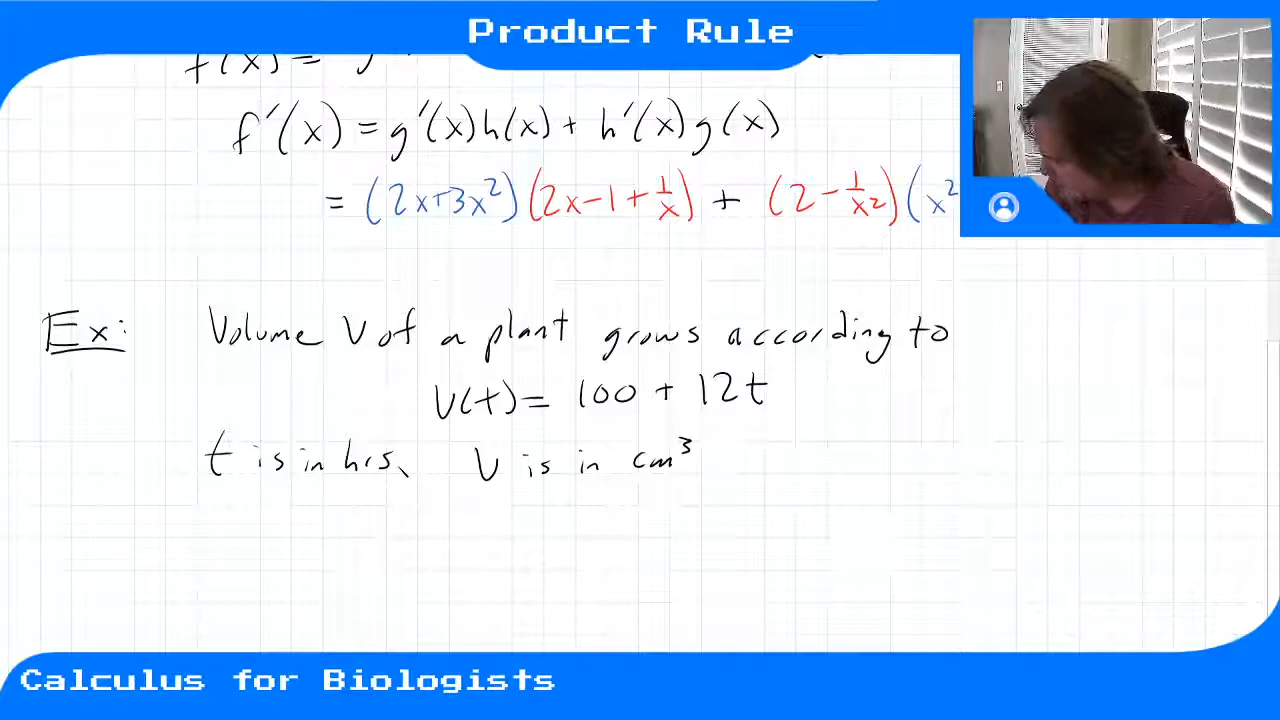 Product Rule
f(x) = g
f'(x) = g'(x)h(x) + h'(x)g(x)
= (2x+3x²)(2x-1+1/x) + (2-1/x²)(x²
Ex: Volume V of a plant grows according to
V(t) = 100 + 12t
t is in hrs. V is in cm³
Calculus for Biologists